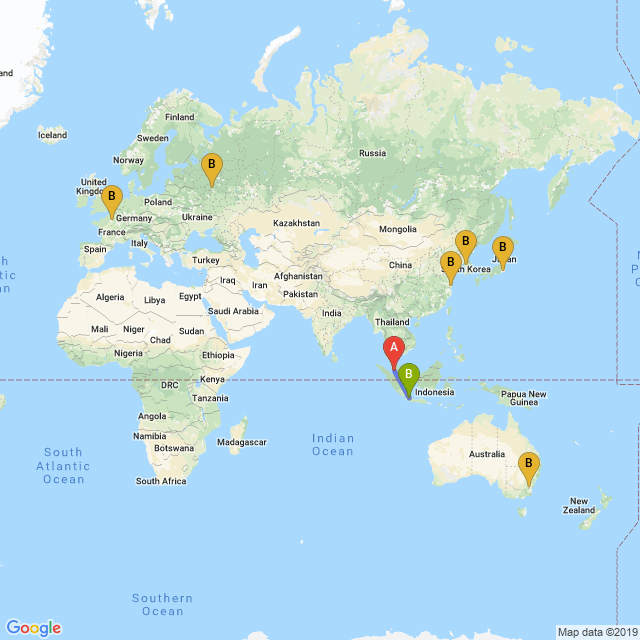 Iceland
Finland
Sweden
Norway
Russia
B
United
Kingdom
B
Poland
Germany
Ukraine
France
Kazakhstan
Mongolia
B
B
Italy
Spain
Turkey
China
B
South Korea
Japan
Afghanistan
Iraq
Iran
Algeria
Libya
Egypt
Pakistan
Saudi Arabia
India
Mali
Niger
Sudan
Thailand
Chad
Nigeria
Ethiopia
A
B
DRC
Kenya
Indonesia
Papua New
Guinea
Tanzania
Angola
Namibia
Botswana
Madagascar
Indian
Ocean
South
Atlantic
Ocean
Australia
B
South Africa
New
Zealand
Southern
Ocean
Google
Map data ©2019